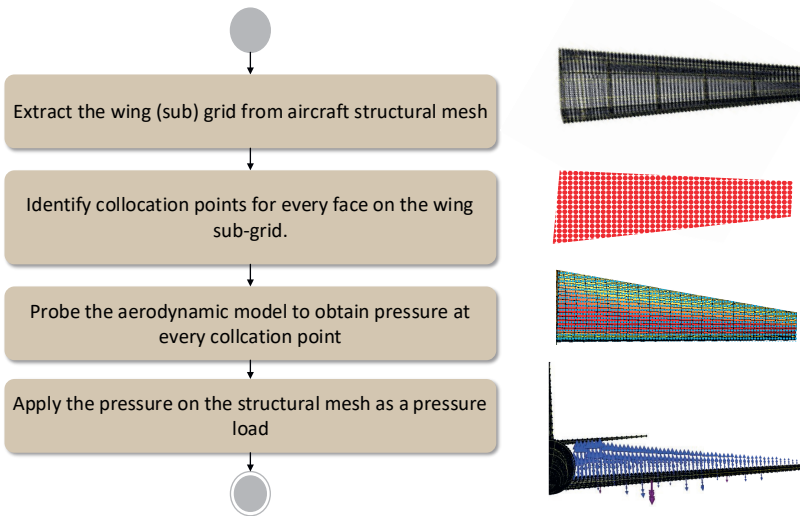 Extract the wing (sub) grid from aircraft structural mesh
Identify collocation points for every face on the wing
sub-grid.
Probe the aerodynamic model to obtain pressure at
every collcation point
Apply the pressure on the structural mesh as a pressure
load